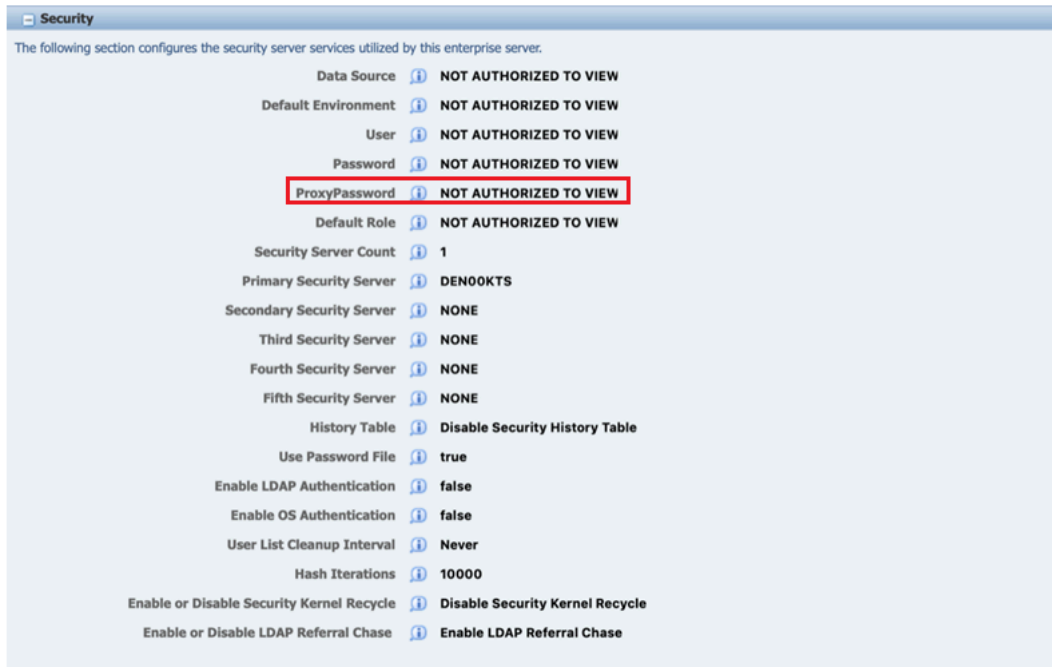 Security
The following section configures the security server services utilized by this enterprise server.
Data Source NOT AUTHORIZED TO VIEW
Default Environment NOT AUTHORIZED TO VIEW
User NOT AUTHORIZED TO VIEW
Password NOT AUTHORIZED TO VIEW
ProxyPassword NOT AUTHORIZED TO VIEW
Default Role NOT AUTHORIZED TO VIEW
Security Server Count 1
Primary Security Server DEN00KTS
Secondary Security Server NONE
Third Security Server NONE
Fourth Security Server NONE
Fifth Security Server NONE
History Table Disable Security History Table
Use Password File true
Enable LDAP Authentication false
Enable OS Authentication false
User List Cleanup Interval Never
Hash Iterations 10000
Enable or Disable Security Kernel Recycle Disable Security Kernel Recycle
Enable or Disable LDAP Referral Chase Enable LDAP Referral Chase